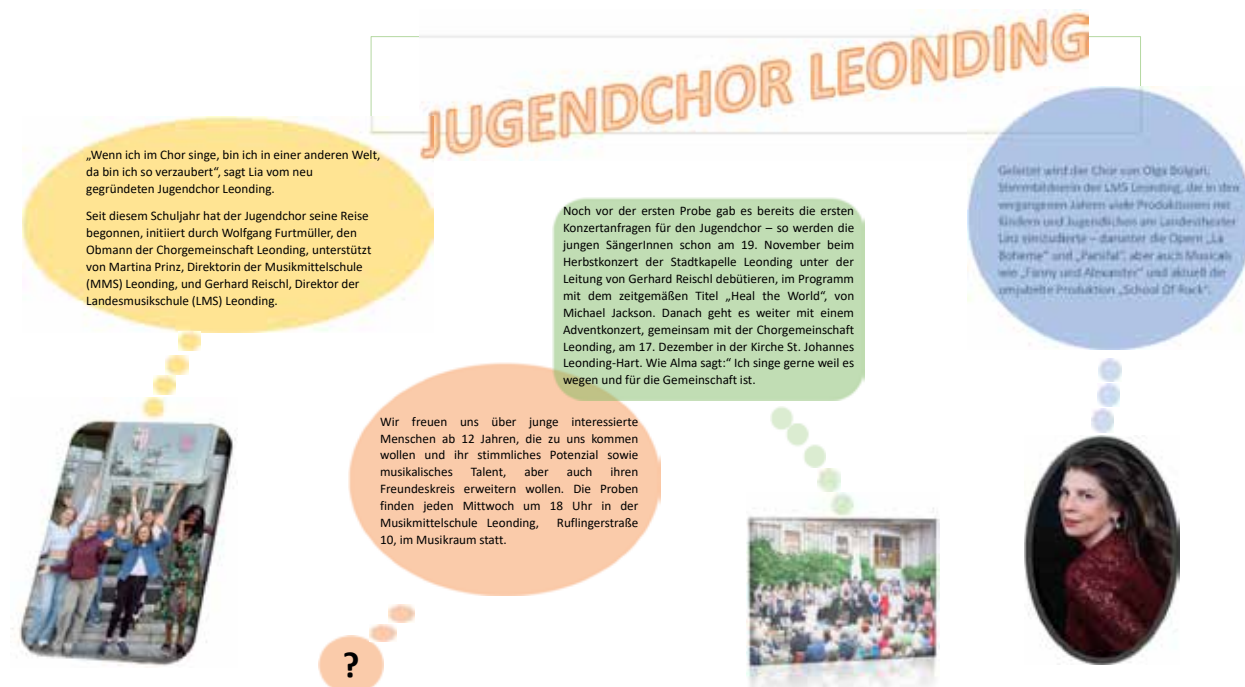 JUGENDCHOR LEONDING
„Wenn ich im Chor singe, bin ich in einer anderen Welt,
da bin ich so verzaubert“, sagt Lia vom neu
gegründeten Jugendchor Leonding.
Seit diesem Schuljahr hat der Jugendchor seine Reise
begonnen, initiiert durch Wolfgang Furtmüller, den
Obmann der Chorgemeinschaft Leonding, unterstützt
von Martina Prinz, Direktorin der Musikmittelschule
(MMS) Leonding, und Gerhard Reischl, Direktor der
Landesmusikschule (LMS) Leonding.
Wir freuen uns über junge interessierte
Menschen ab 12 Jahren, die zu uns kommen
wollen und ihr stimmliches Potenzial sowie
musikalisches Talent, aber auch ihren
Freundeskreis erweitern wollen. Die Proben
finden jeden Mittwoch um 18 Uhr in der
Musikmittelschule Leonding, Ruflingerstraße
10, im Musikraum statt.
?
Noch vor der ersten Probe gab es bereits die ersten
Konzertanfragen für den Jugendchor – so werden die
jungen SängerInnen schon am 19. November beim
Herbstkonzert der Stadtkapelle Leonding unter der
Leitung von Gerhard Reischl debütieren, im Programm
mit dem zeitgemäßen Titel „Heal the World“, von
Michael Jackson. Danach geht es weiter mit einem
Adventkonzert, gemeinsam mit der Chorgemeinschaft
Leonding, am 17. Dezember in der Kirche St. Johannes
Leonding-Hart. Wie Alma sagt:“ Ich singe gerne weil es
wegen und für die Gemeinschaft ist.
Geleitet wird der Chor von Olga Bolgari,
Stimmbildnerin der LMS Leonding, die in den
vergangenen Jahren viele Produktionen mit
Kindern und Jugendlichen am Landestheater
Linz einstudierte – darunter die Opern „La
Boheme“ und „Parsifal“, aber auch Musicals
wie „Fanny und Alexander“ und aktuell die
umjubelte Produktion „School Of Rock“.